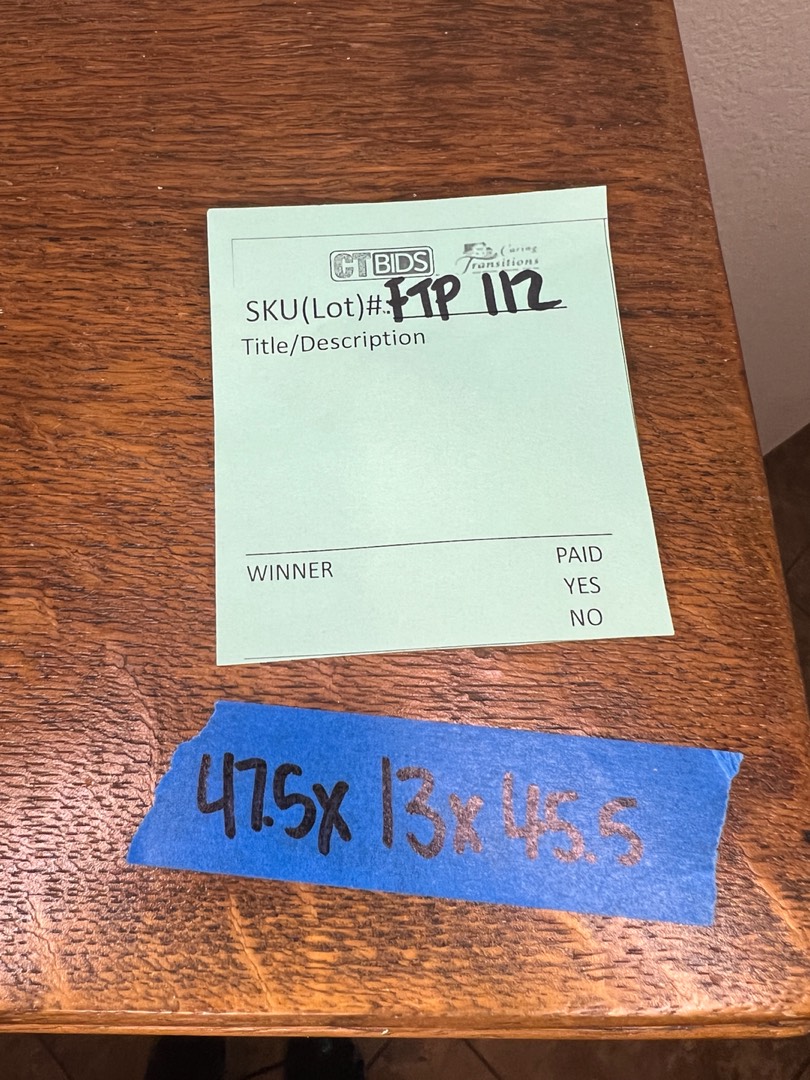 CTBIDS Caring Transitions
SKU(Lot)#: FTP 112
Title/Description
WINNER PAID
YES
NO
47.5x 13x 45.5